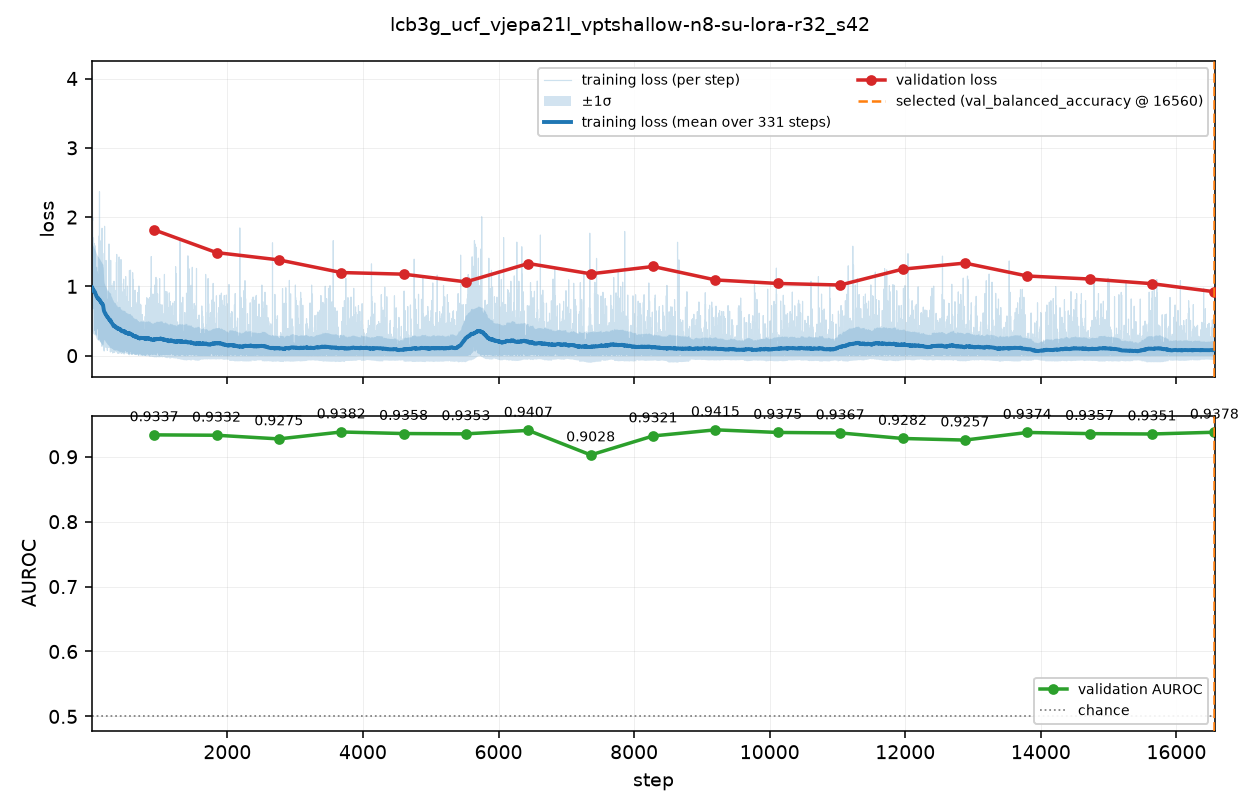 lcb3g_ucf_vjepa21l_vptshallow-n8-su-lora-r32_s42
training loss (per step)
±1σ
training loss (mean over 331 steps)
validation loss
selected (val_balanced_accuracy @ 16560)
4
3
2
1
0
loss
0.9337 0.9332 0.9275 0.9382 0.9358 0.9353 0.9407 0.9028 0.9321 0.9415 0.9375 0.9367 0.9282 0.9257 0.9374 0.9357 0.9351 0.9378
0.9
0.8
0.7
0.6
0.5
AUROC
validation AUROC
chance
2000 4000 6000 8000 10000 12000 14000 16000
step